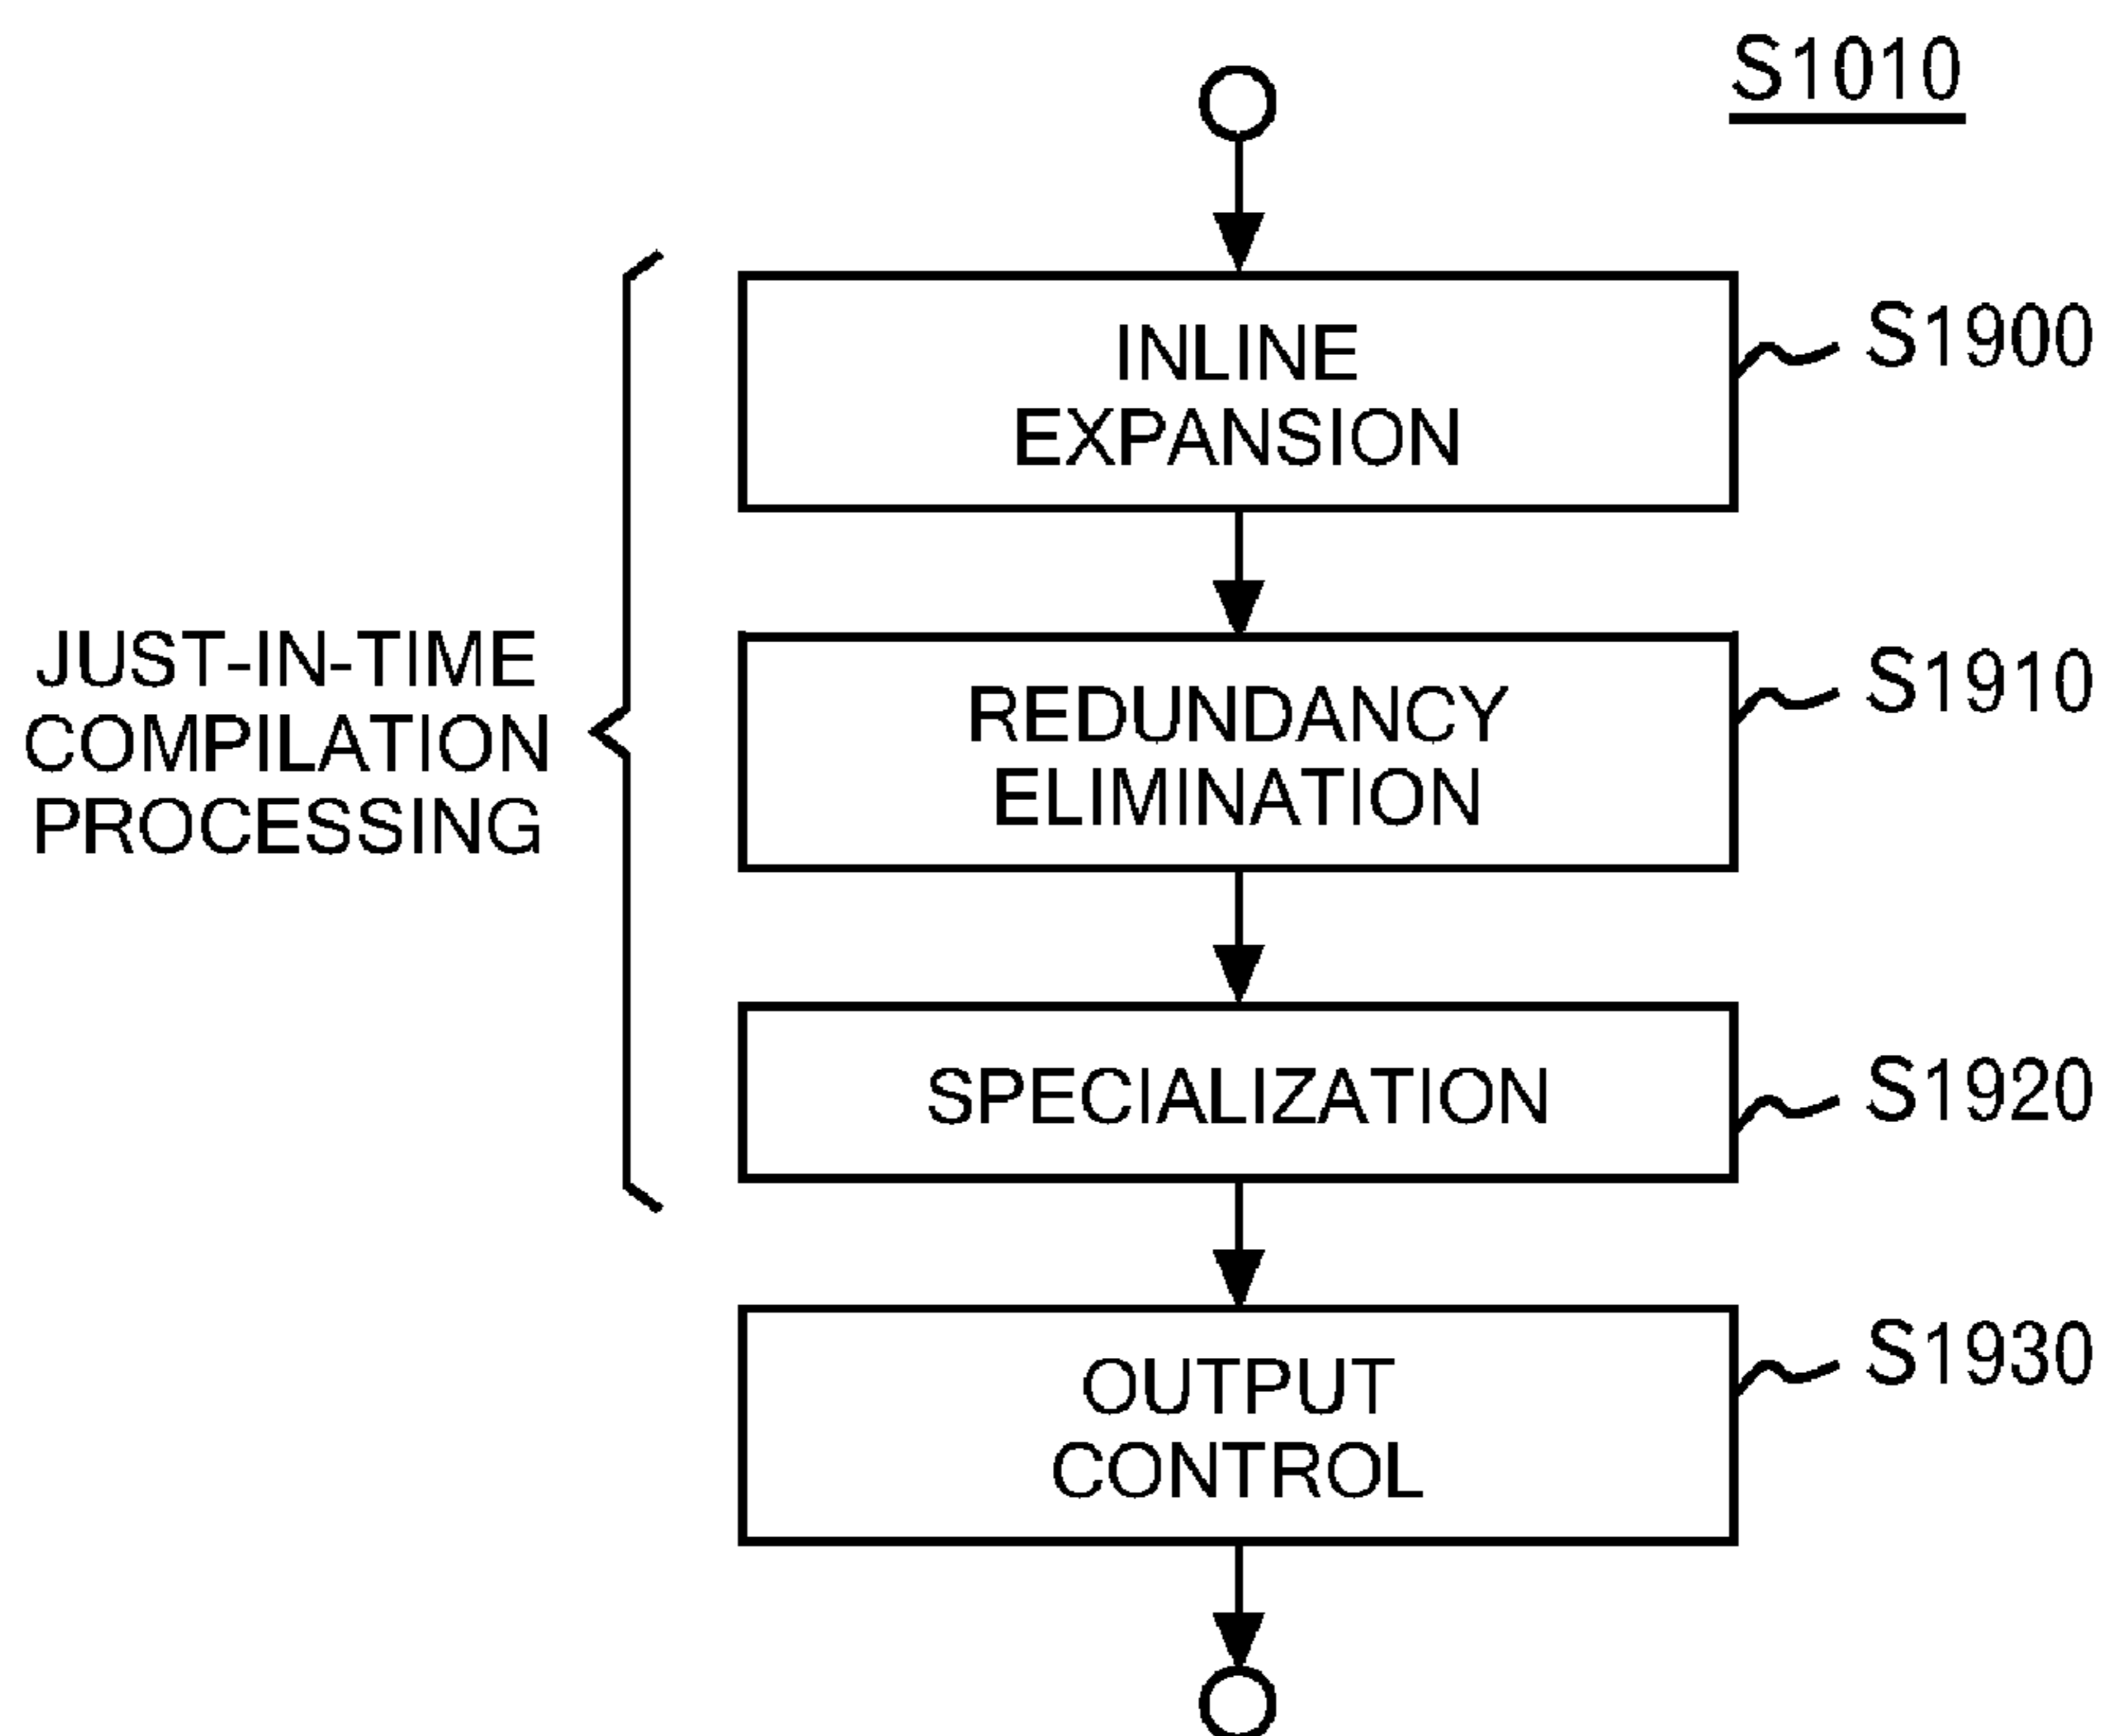 S1010
INLINE
EXPANSION
S1900
JUST-IN-TIME
COMPILATION
PROCESSING
REDUNDANCY
ELIMINATION
S1910
SPECIALIZATION
S1920
OUTPUT
CONTROL
S1930